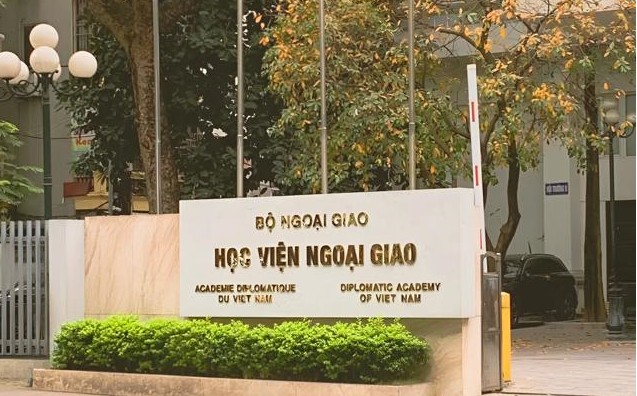 BỘ NGOẠI GIAO
HỌC VIỆN NGOẠI GIAO
ACADEMIE DIPLOMATIQUE
DU VIET NAM
DIPLOMATIC ACADEMY
OF VIET NAM